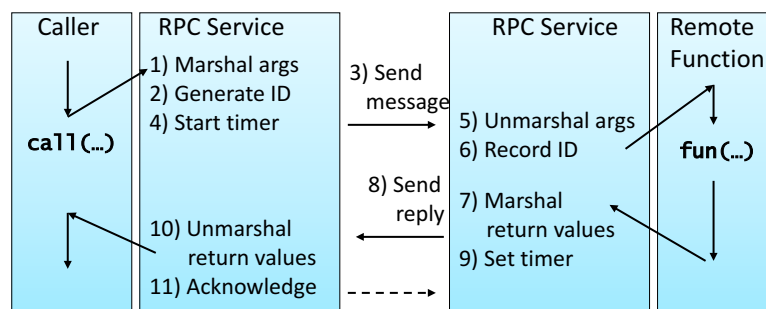 Caller
RPC Service
1) Marshal args
2) Generate ID
4) Start timer
call(…)
10) Unmarshal
return values
11) Acknowledge
3) Send
message
8) Send
reply
RPC Service
5) Unmarshal args
6) Record ID
7) Marshal
return values
9) Set timer
Remote
Function
fun(…)